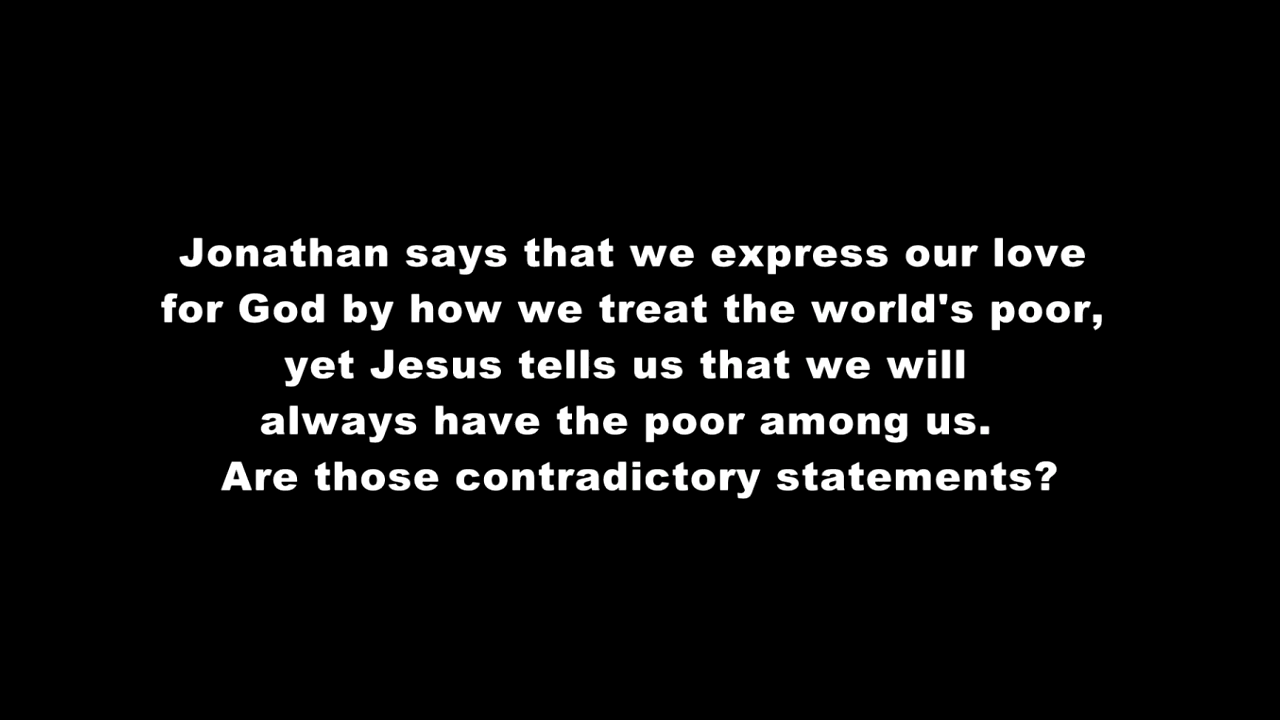 Jonathan says that we express our love
for God by how we treat the world's poor,
yet Jesus tells us that we will
always have the poor among us.
Are those contradictory statements?